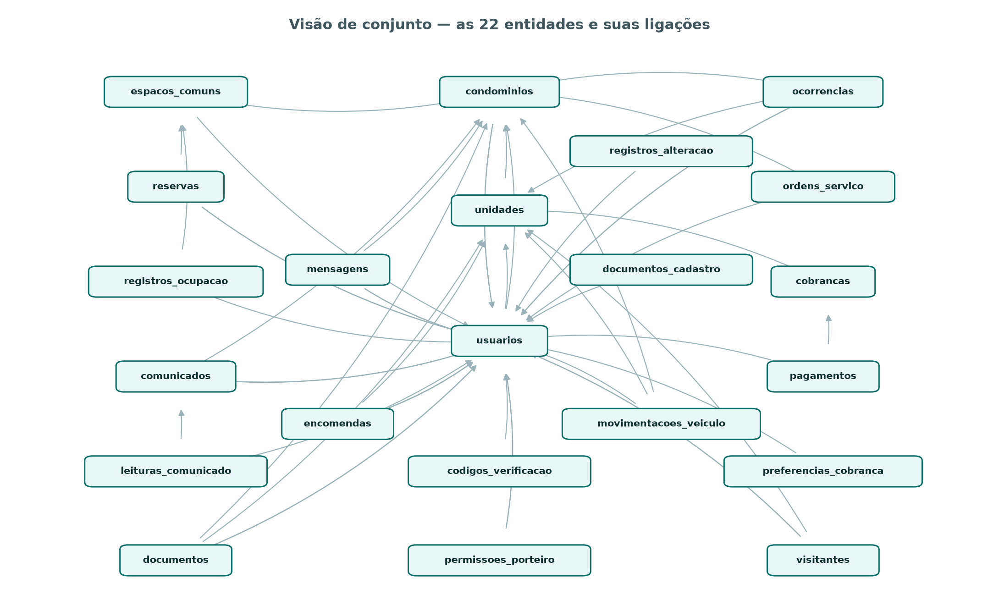 Visão de conjunto — as 22 entidades e suas ligações
espacos_comuns
condominios
ocorrencias
registros_alteracao
reservas
ordens_servico
unidades
mensagens
documentos_cadastro
registros_ocupacao
cobrancas
usuarios
comunicados
pagamentos
encomendas
movimentacoes_veiculo
leituras_comunicado
codigos_verificacao
preferencias_cobranca
documentos
permissoes_porteiro
visitantes